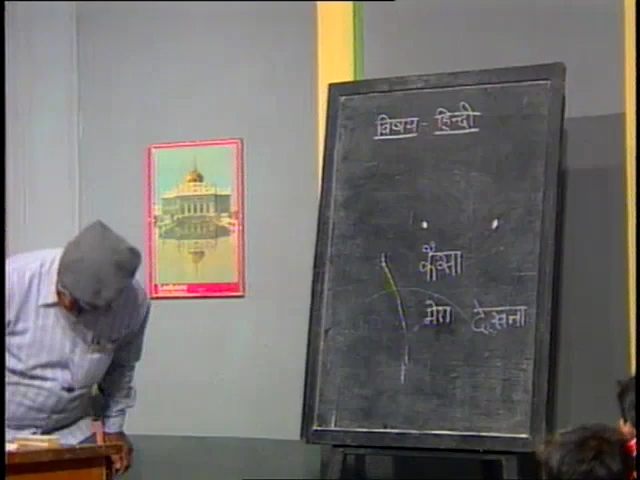 विषय - हिन्दी
कैसा
मेरा देखना